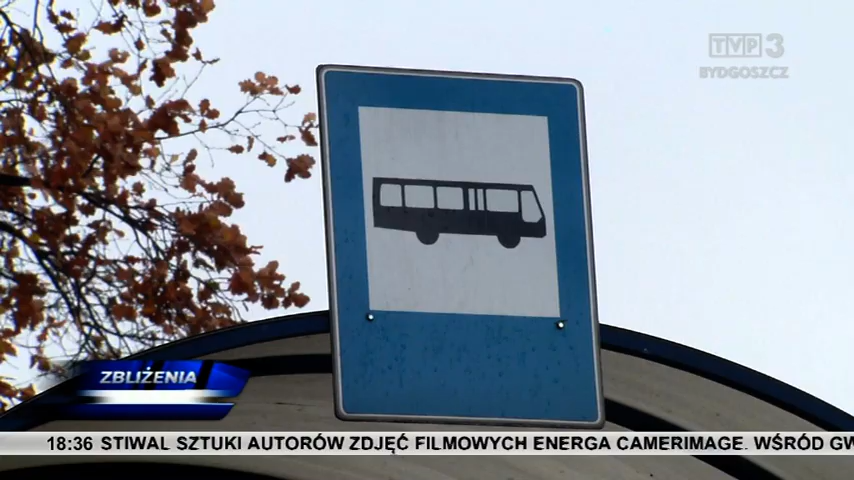 TVP3
BYDGOSZCZ
ZBLIŻENIA
18:36 STIWAL SZTUKI AUTORÓW ZDJĘĆ FILMOWYCH ENERGA CAMERIMAGE. WŚRÓD GW